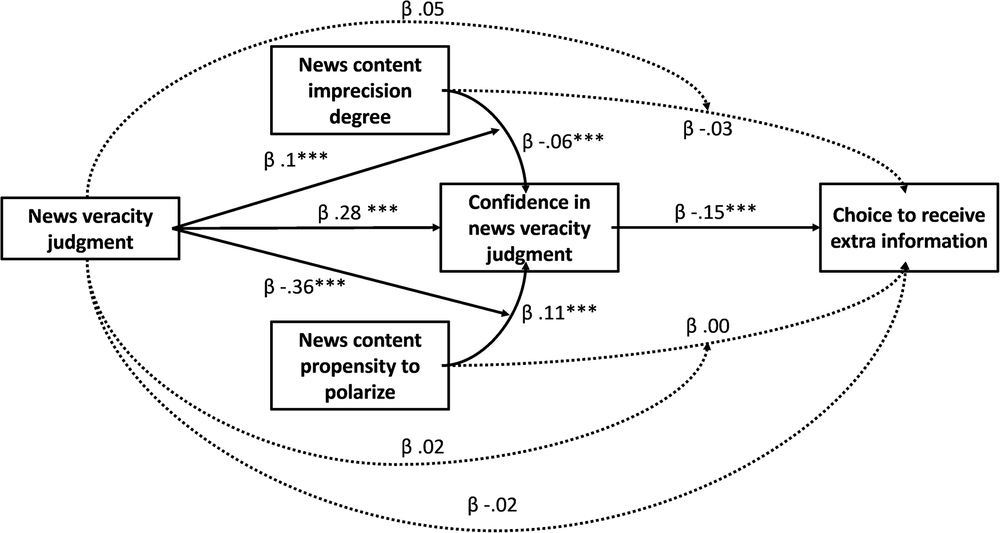 β .05
News content
imprecision
degree
β -.03
β -.06***
β .1***
News veracity
judgment
β .28 ***
Confidence in
news veracity
judgment
β -.15***
Choice to receive
extra information
β -.36***
β .11***
News content
propensity to
polarize
β .00
β .02
β -.02